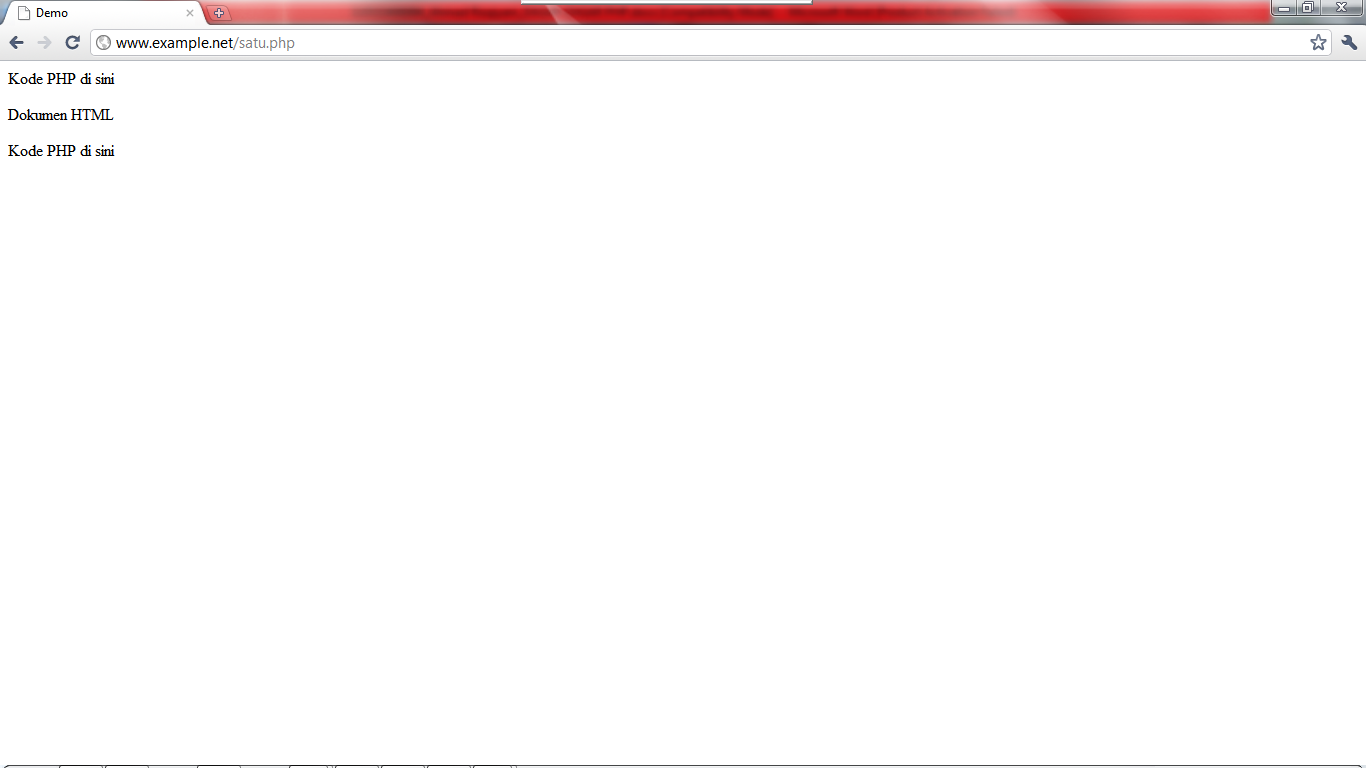 Demo
www.example.net/satu.php
Kode PHP di sini
Dokumen HTML
Kode PHP di sini